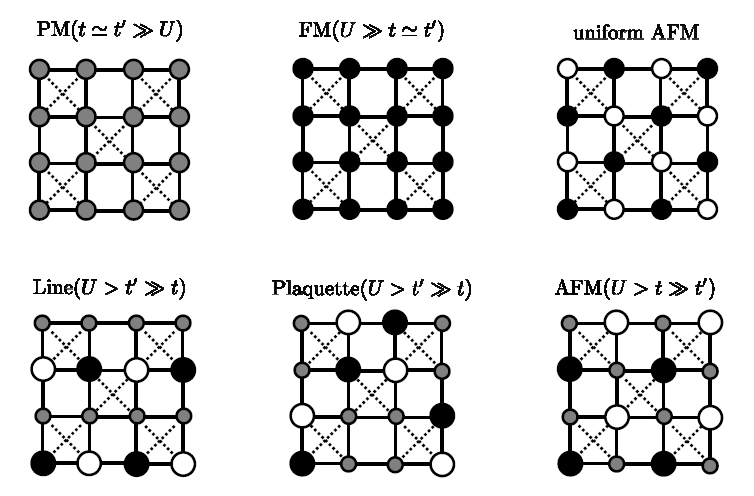 PM(t ≃ t′ ≫ U)
FM(U ≫ t ≃ t′)
uniform AFM
Line(U > t′ ≫ t)
Plaquette(U > t′ ≫ t)
AFM(U > t ≫ t′)